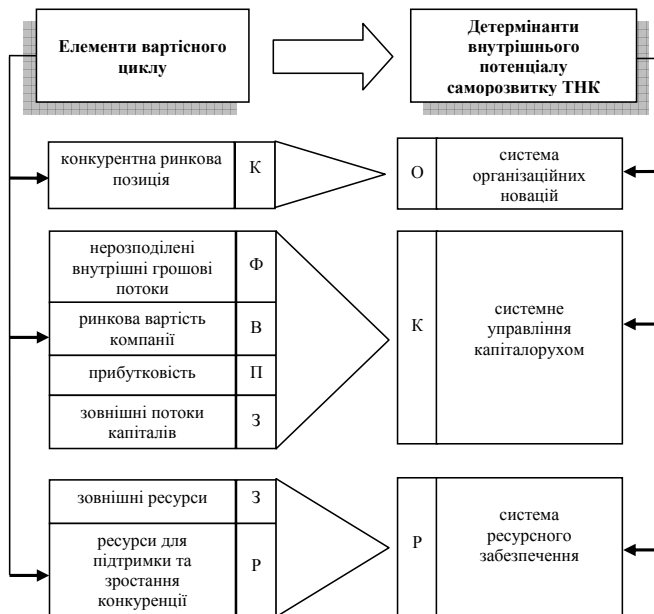 Елементи вартісного
циклу
Детермінанти
внутрішнього
потенціалу
саморозвитку ТНК
конкурентна ринкова
позиція
К
О
система
організаційних
новацій
нерозподілені
внутрішні грошові
потоки
Ф
ринкова вартість
компанії
В
прибутковість
П
зовнішні потоки
капіталів
З
К
системне
управління
капіталорухом
зовнішні ресурси
З
ресурси для
підтримки та
зростання
конкуренції
Р
Р
система
ресурсного
забезпечення